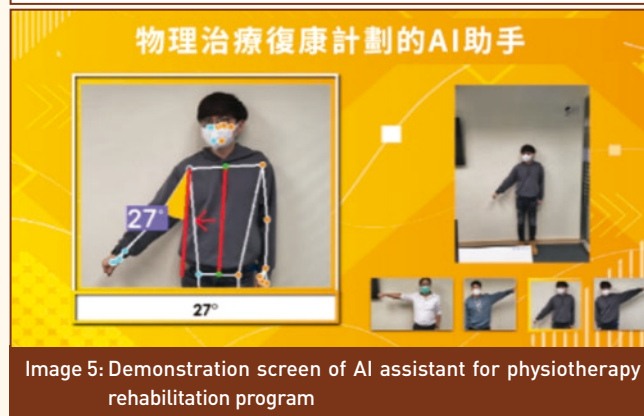 物理治療復康計劃的AI助手
27°
27°
Image 5: Demonstration screen of AI assistant for physiotherapy
rehabilitation program